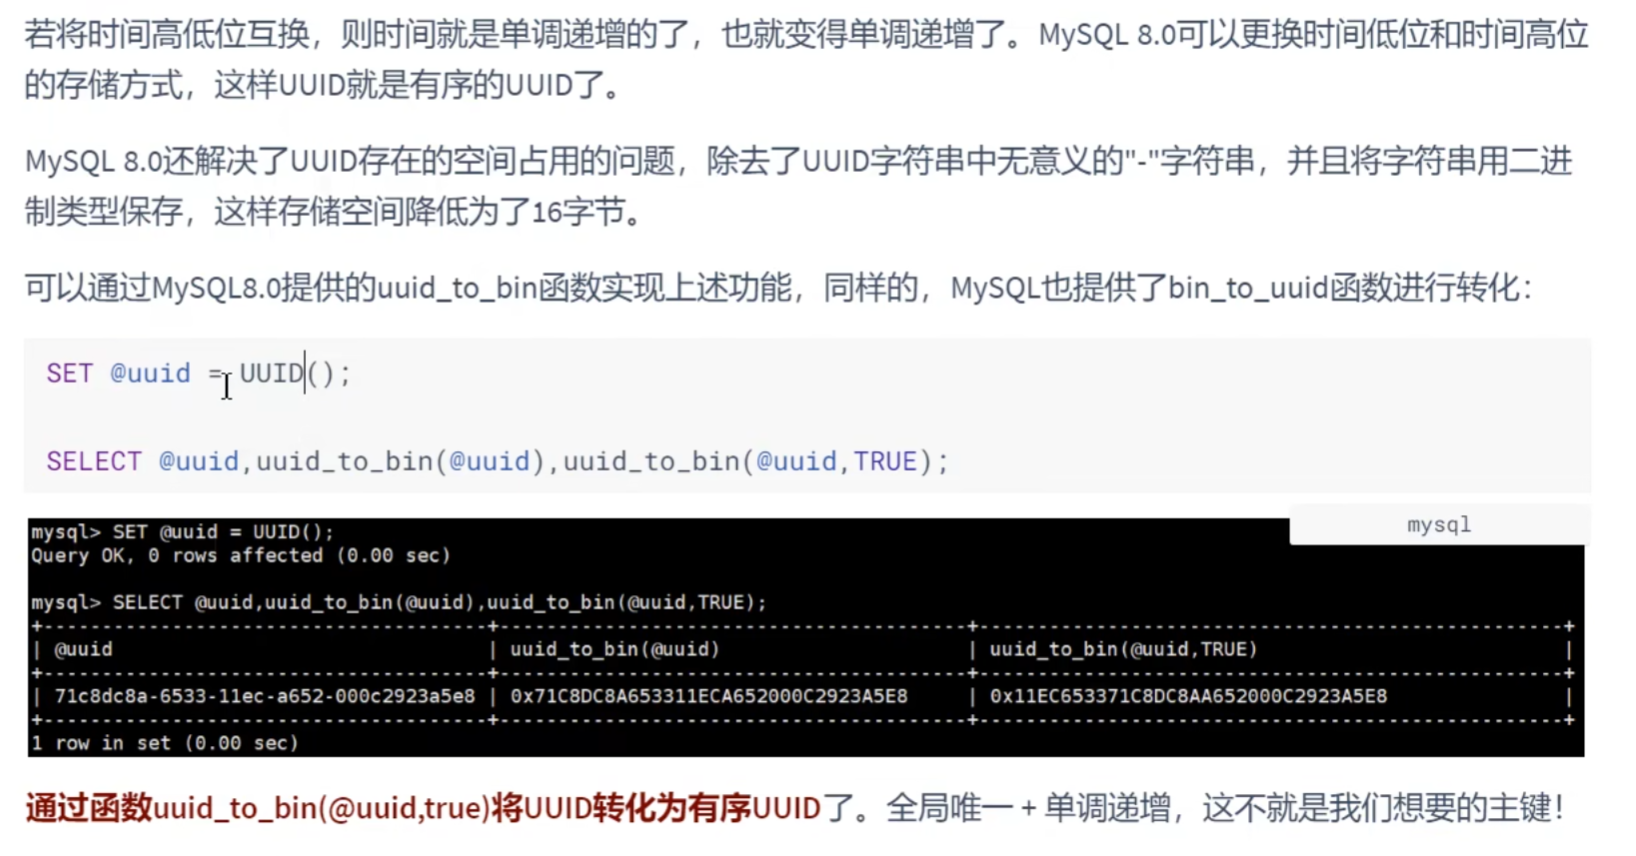 若将时间高低位互换，则时间就是单调递增的了，也就变得单调递增了。MySQL 8.0可以更换时间低位和时间高位
的存储方式，这样UUID就是有序的UUID了。
MySQL 8.0还解决了UUID存在的空间占用的问题，除去了UUID字符串中无意义的"-"字符串，并且将字符串用二进
制类型保存，这样存储空间降低为了16字节。
可以通过MySQL8.0提供的uuid_to_bin函数实现上述功能，同样的，MySQL也提供了bin_to_uuid函数进行转化：
SET @uuid = UUID();
SELECT @uuid,uuid_to_bin(@uuid),uuid_to_bin(@uuid,TRUE);
mysql
mysql> SET @uuid = UUID();
Query OK, 0 rows affected (0.00 sec)
mysql> SELECT @uuid,uuid_to_bin(@uuid),uuid_to_bin(@uuid,TRUE);
| @uuid | uuid_to_bin(@uuid) | uuid_to_bin(@uuid,TRUE) |
| 71c8dc8a-6533-11ec-a652-000c2923a5e8 | 0x71C8DC8A653311ECA652000C2923A5E8 | 0x11EC653371C8DC8AA652000C2923A5E8 |
1 row in set (0.00 sec)
通过函数uuid_to_bin(@uuid,true)将UUID转化为有序UUID了。全局唯一 + 单调递增，这不就是我们想要的主键！